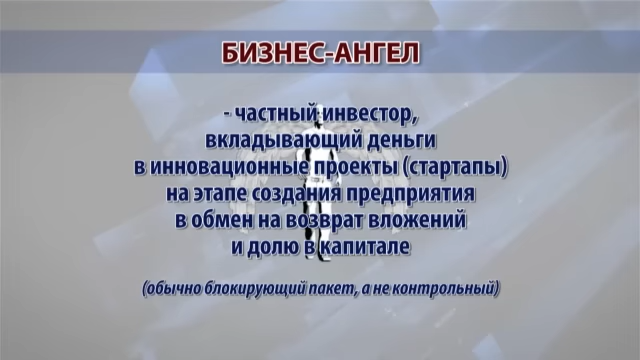 БИЗНЕС-АНГЕЛ
- частный инвестор,
вкладывающий деньги
в инновационные проекты (стартапы)
на этапе создания предприятия
в обмен на возврат вложений
и долю в капитале
(обычно блокирующий пакет, а не контрольный)